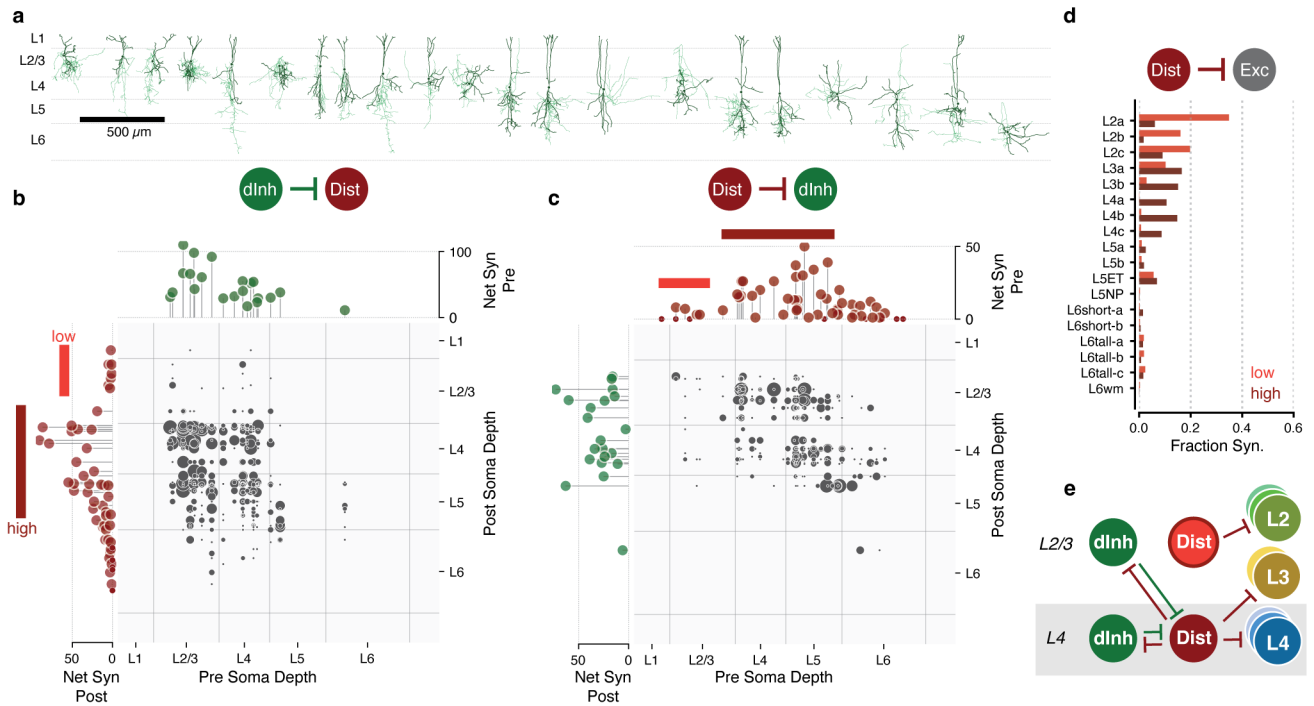 a
L1
L2/3
L4
L5
L6
500 µm
b
dInh
Dist
100
0
Net Syn
Pre
low
high
L1
L2/3
L4
L5
L6
Post Soma Depth
50
0
Net Syn
Post
L1
L2/3
L4
L5
L6
Pre Soma Depth
c
Dist
dInh
50
0
Net Syn
Pre
L1
L2/3
L4
L5
L6
Post Soma Depth
50
0
Net Syn
Post
L1
L2/3
L4
L5
L6
Pre Soma Depth
d
Dist
Exc
L2a
L2b
L2c
L3a
L3b
L4a
L4b
L4c
L5a
L5b
L5ET
L5NP
L6short-a
L6short-b
L6tall-a
L6tall-b
L6tall-c
L6wm
low
high
0.0
0.2
0.4
0.6
Fraction Syn.
e
L2/3
dInh
Dist
L2
L3
L4
dInh
Dist
L4